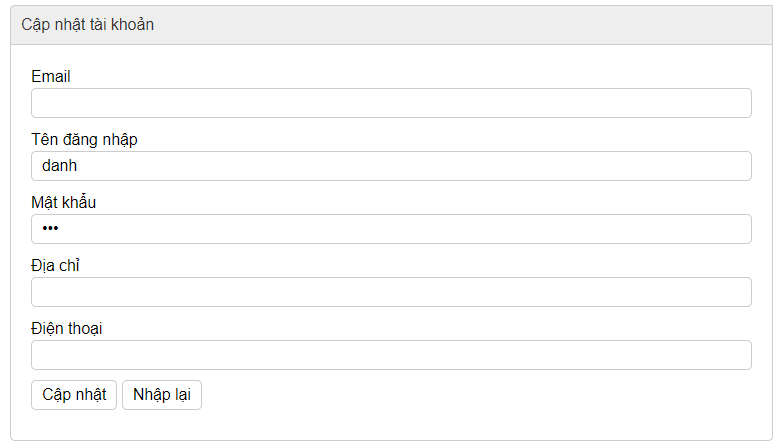 Cập nhật tài khoản
Email
Tên đăng nhập
danh
Mật khẩu
•••
Địa chỉ
Điện thoại
Cập nhật Nhập lại